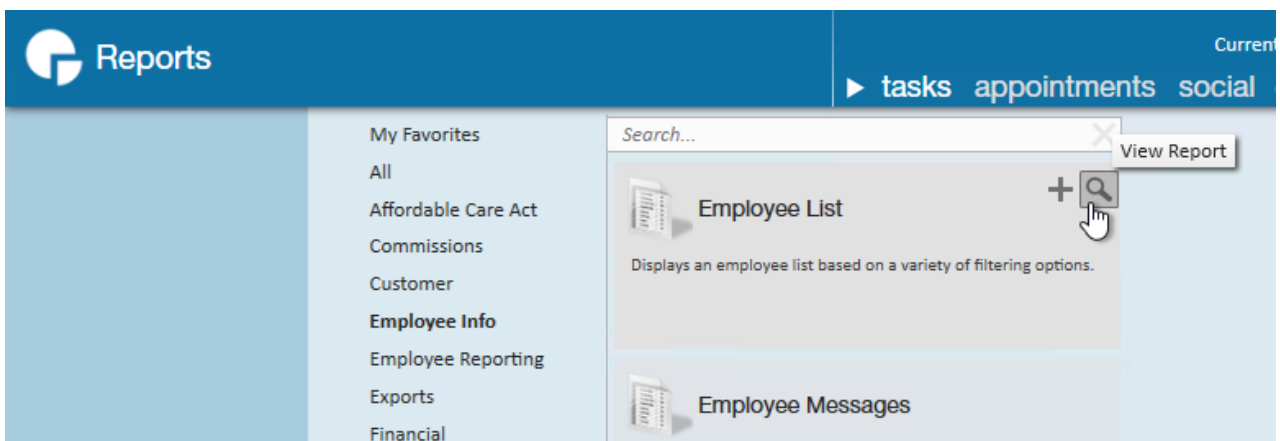 Reports
Current
tasks appointments social
My Favorites
All
Affordable Care Act
Commissions
Customer
Employee Info
Employee Reporting
Exports
Financial
Search...
View Report
Employee List
Displays an employee list based on a variety of filtering options.
Employee Messages